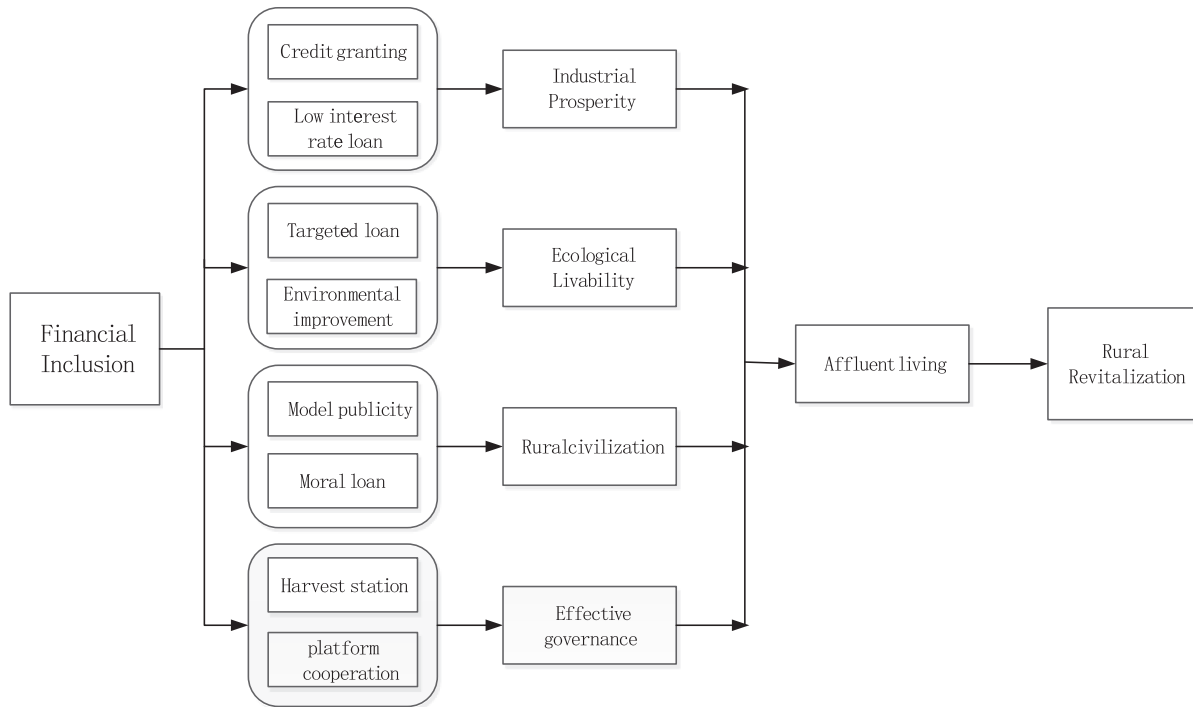 Credit granting
Low interest
rate loan
Industrial
Prosperity
Targeted loan
Environmental
improvement
Ecological
Livability
Financial
Inclusion
Model publicity
Moral loan
Ruralcivilization
Affluent living
Rural
Revitalization
Harvest station
platform
cooperation
Effective
governance